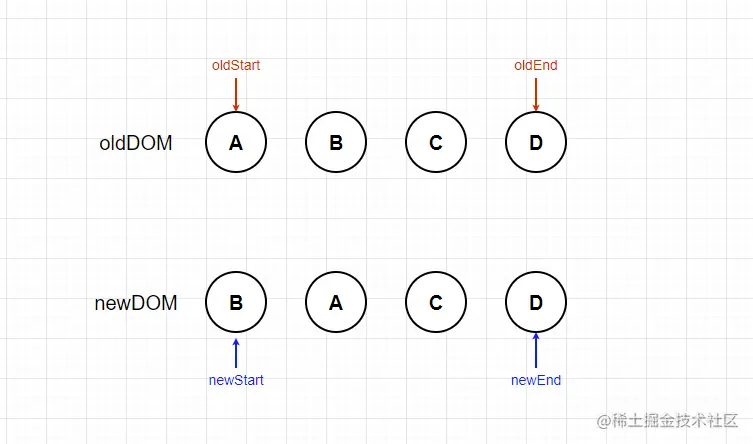 oldStart oldEnd
oldDOM A B C D
newDOM B A C D
newStart newEnd
@稀土掘金技术社区